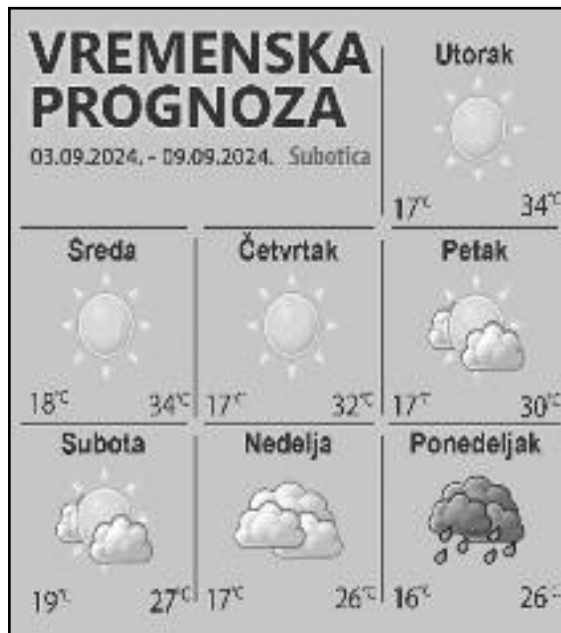 VREMENSKA
PROGNOZA
03.09.2024. - 09.09.2024. Subotica
Utorak
17°C 34°C
Sreda
18°C 34°C
Četvrtak
17°C 32°C
Petak
17°C 30°C
Subota
19°C 27°C
Nedelja
17°C 26°C
Ponedeljak
16°C 26°C